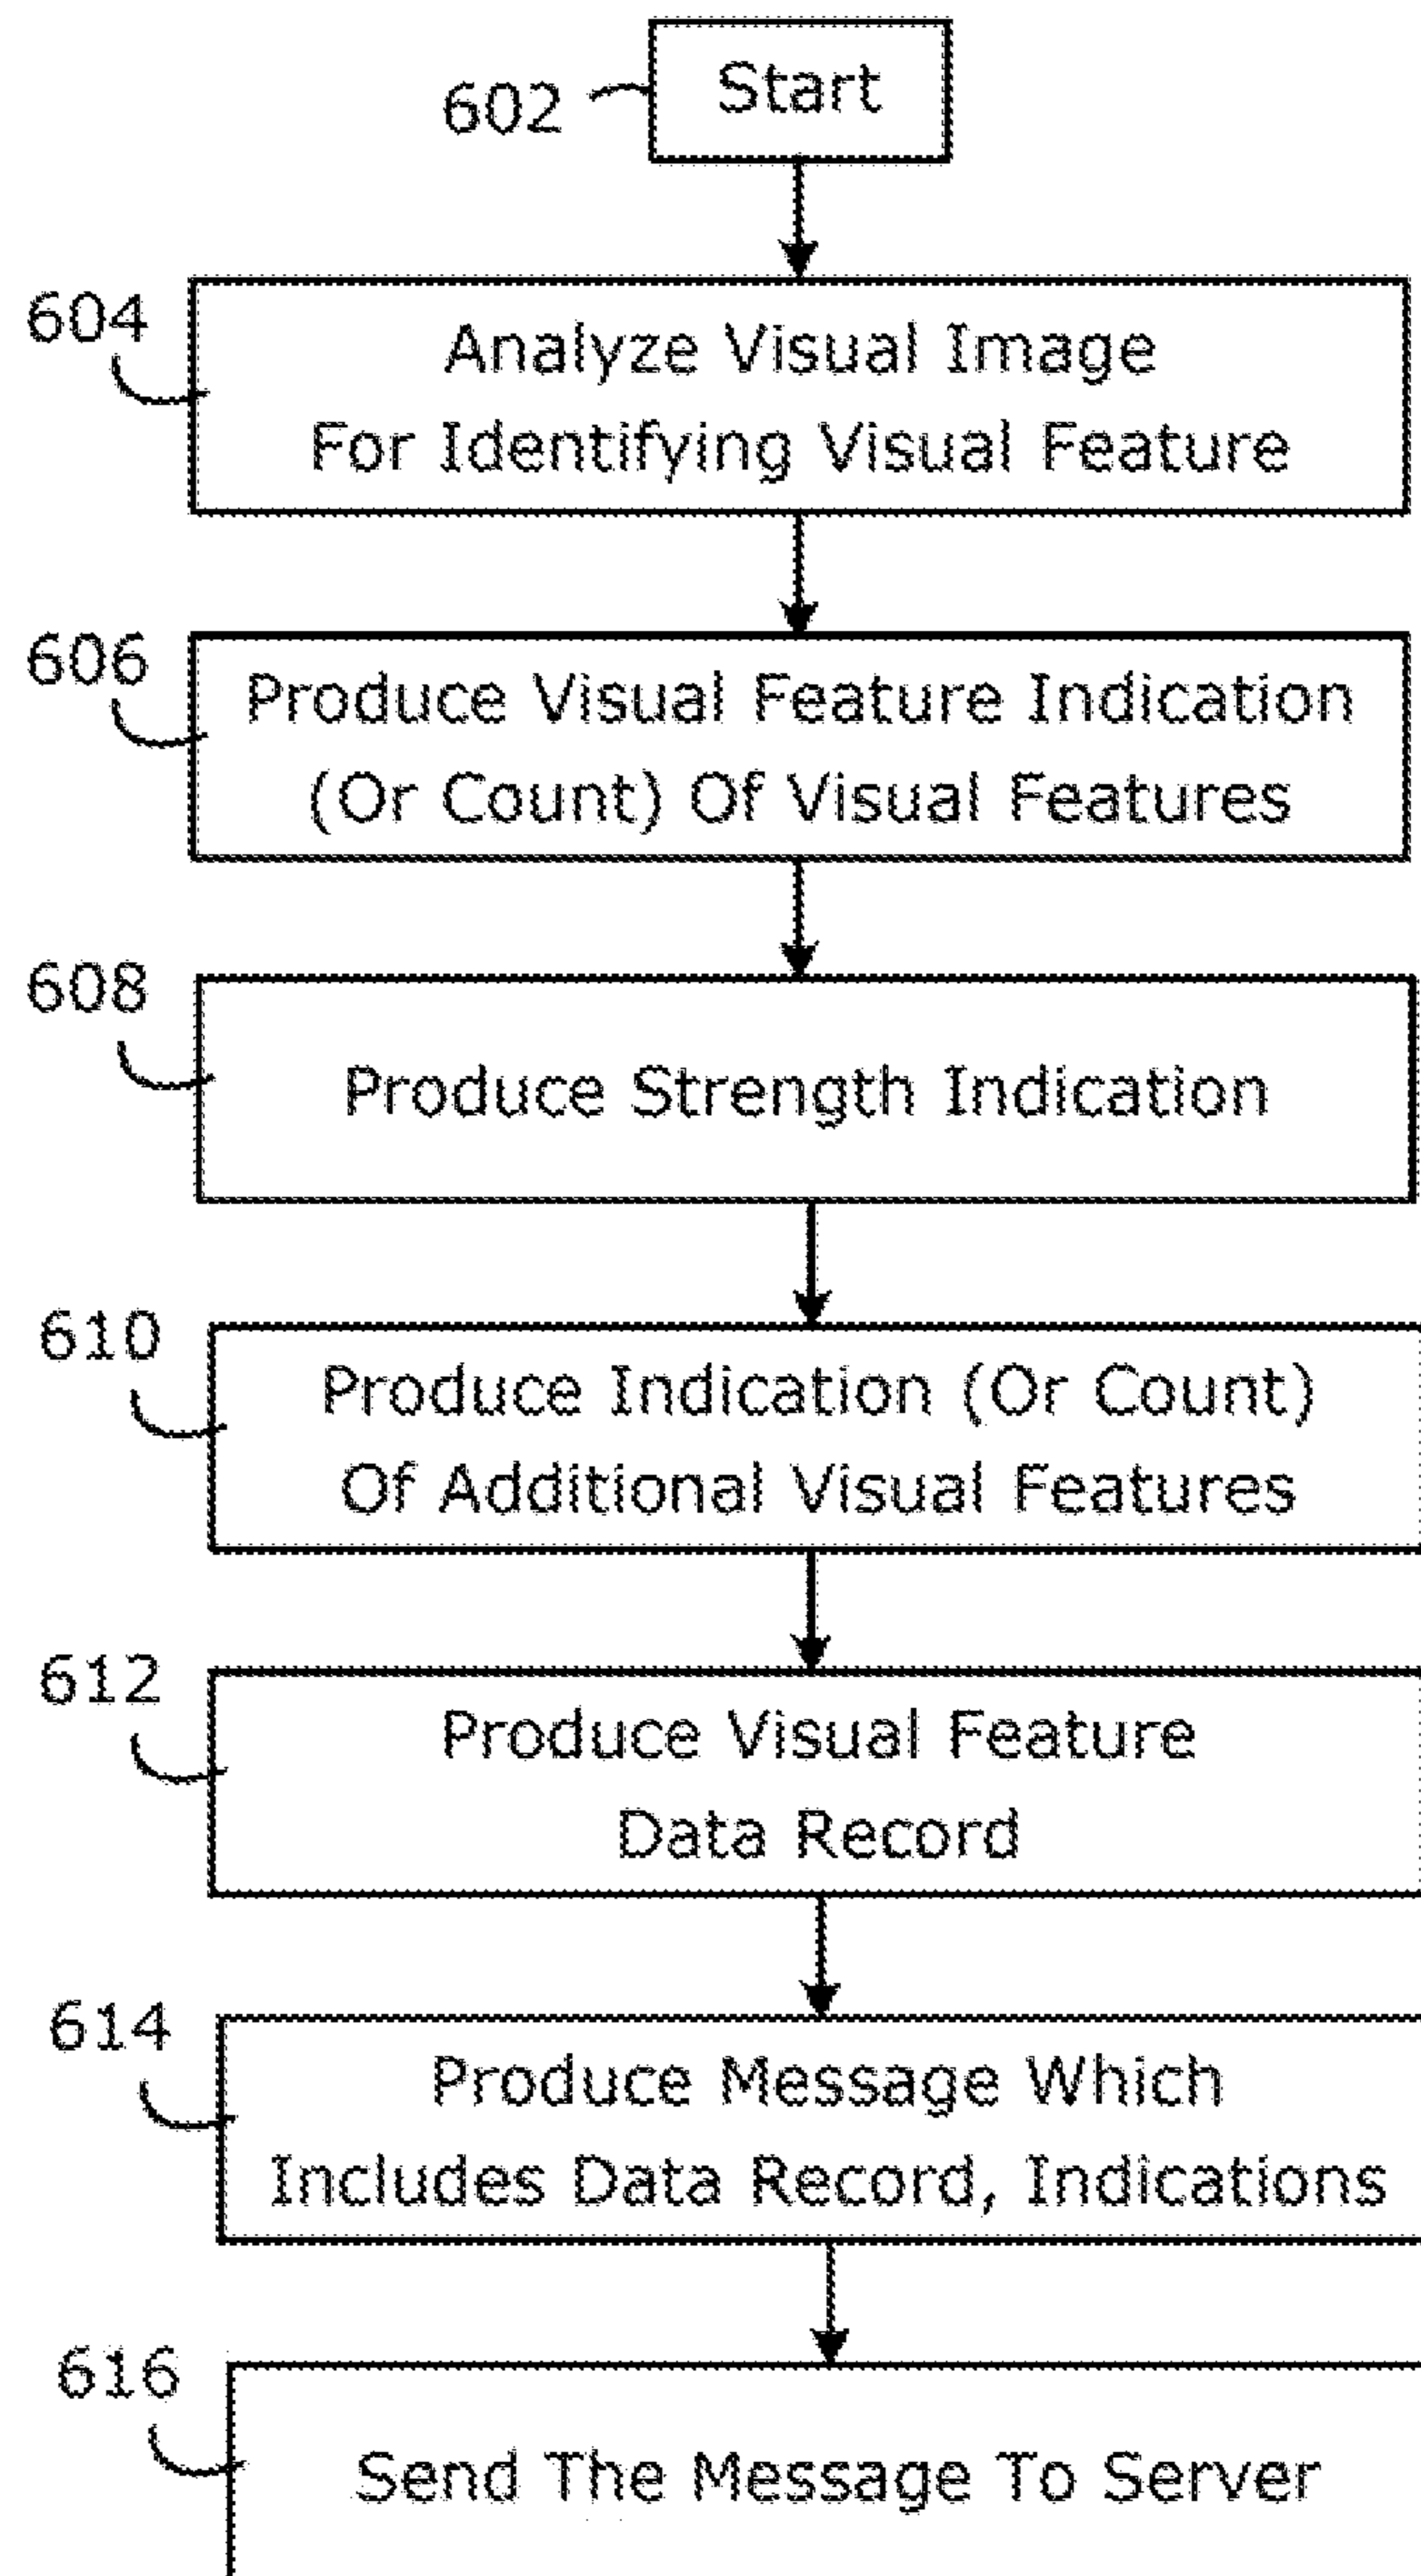 602
Start
604
Analyze Visual Image
For Identifying Visual Feature
606
Produce Visual Feature Indication
(Or Count) Of Visual Features
608
Produce Strength Indication
610
Produce Indication (Or Count)
Of Additional Visual Features
612
Produce Visual Feature
Data Record
614
Produce Message Which
Includes Data Record, Indications
616
Send The Message To Server